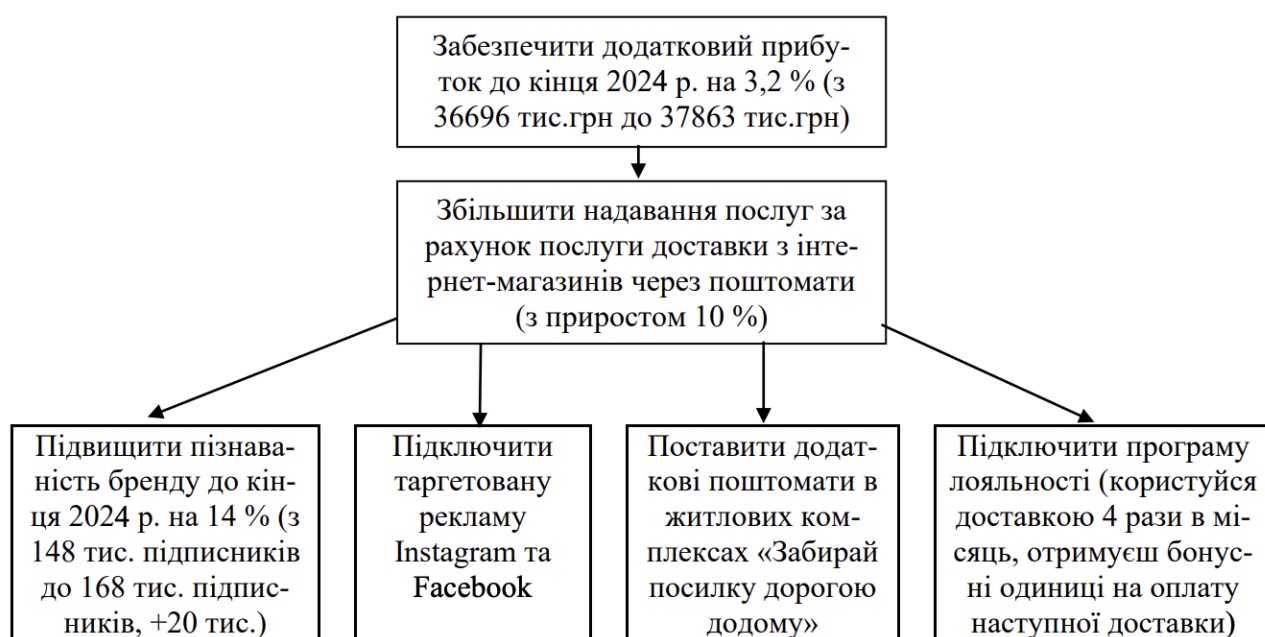 Забезпечити додатковий прибу-
ток до кінця 2024 р. на 3,2 % (з
36696 тис.грн до 37863 тис.грн)
Збільшити надавання послуг за
рахунок послуги доставки з інте-
рнет-магазинів через поштомати
(з приростом 10 %)
Підвищити пізнава-
ність бренду до кін-
ця 2024 р. на 14 % (з
148 тис. підписників
до 168 тис. підпис-
ників, +20 тис.)
Підключити
таргетовану
рекламу
Instagram та
Facebook
Поставити додат-
кові поштомати в
житлових ком-
плексах «Забирай
посилку дорогою
додому»
Підключити програму
лояльності (користуйся
доставкою 4 рази в мі-
сяць, отримуєш бонус-
ні одиниці на оплату
наступної доставки)